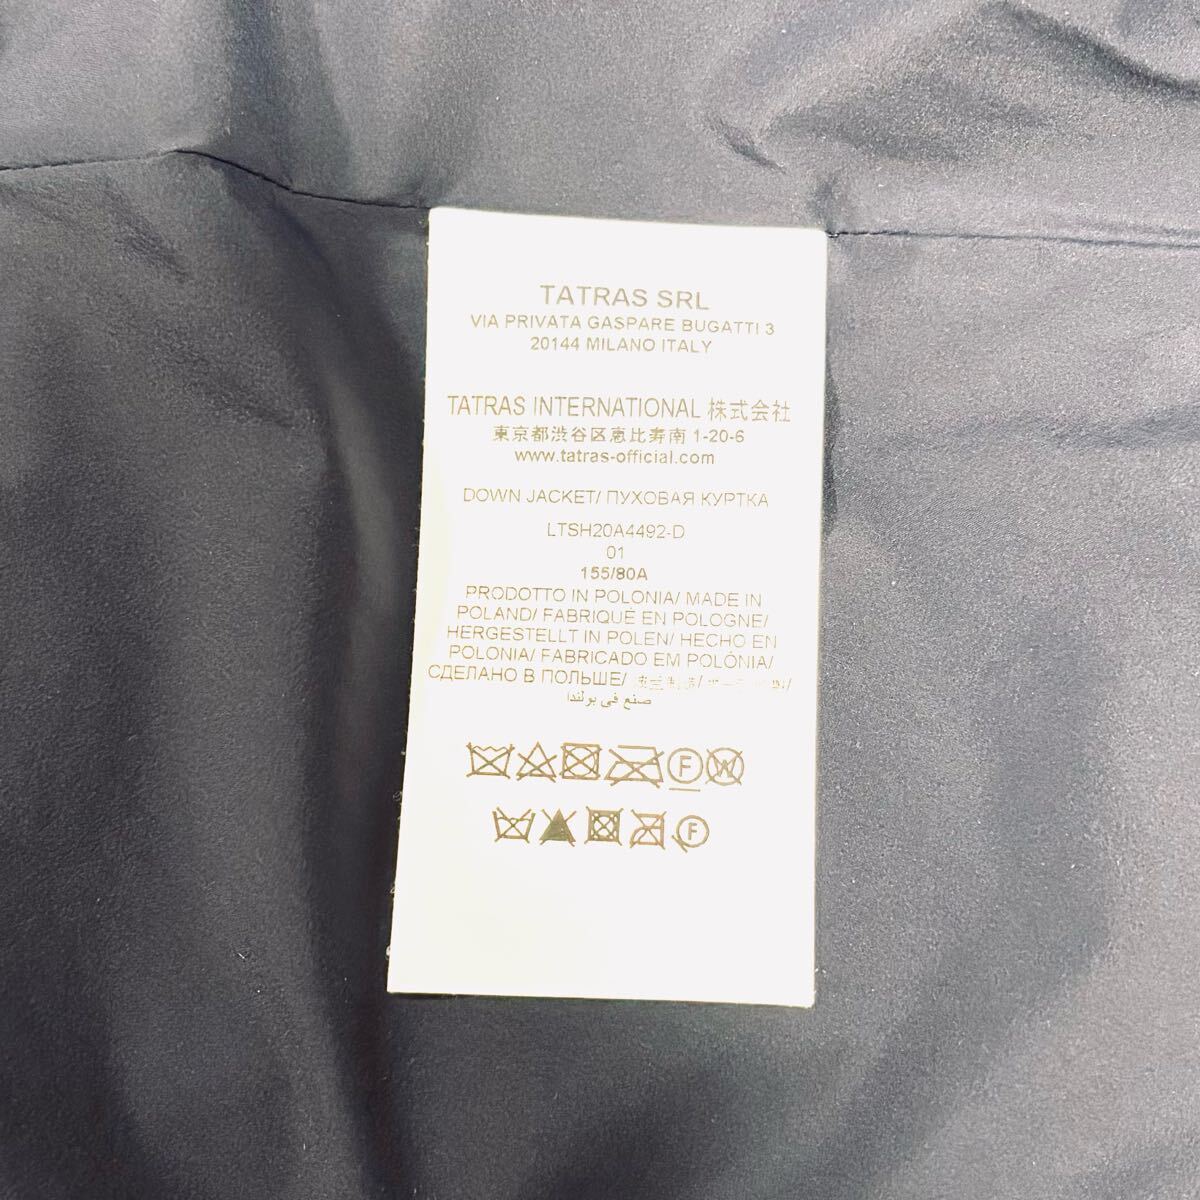 TATRAS SRL
VIA PRIVATA GASPARE BUGATTI 3
20144 MILANO ITALY
TATRAS INTERNATIONAL 株式会社
東京都渋谷区恵比寿南 1-20-6
www.tatras-official.com
DOWN JACKET/ ПУХОВАЯ КУРТКА
LTSH20A4492-D
01
155/80A
PRODOTTO IN POLONIA/ MADE IN
POLAND/ FABRIQUÉ EN POLOGNE/
HERGESTELLT IN POLEN/ HECHO EN
POLONIA/ FABRICADO EM POLÓNIA/
СДЕЛАНО В ПОЛЬШЕ/
صنع في بولندا
F W
F